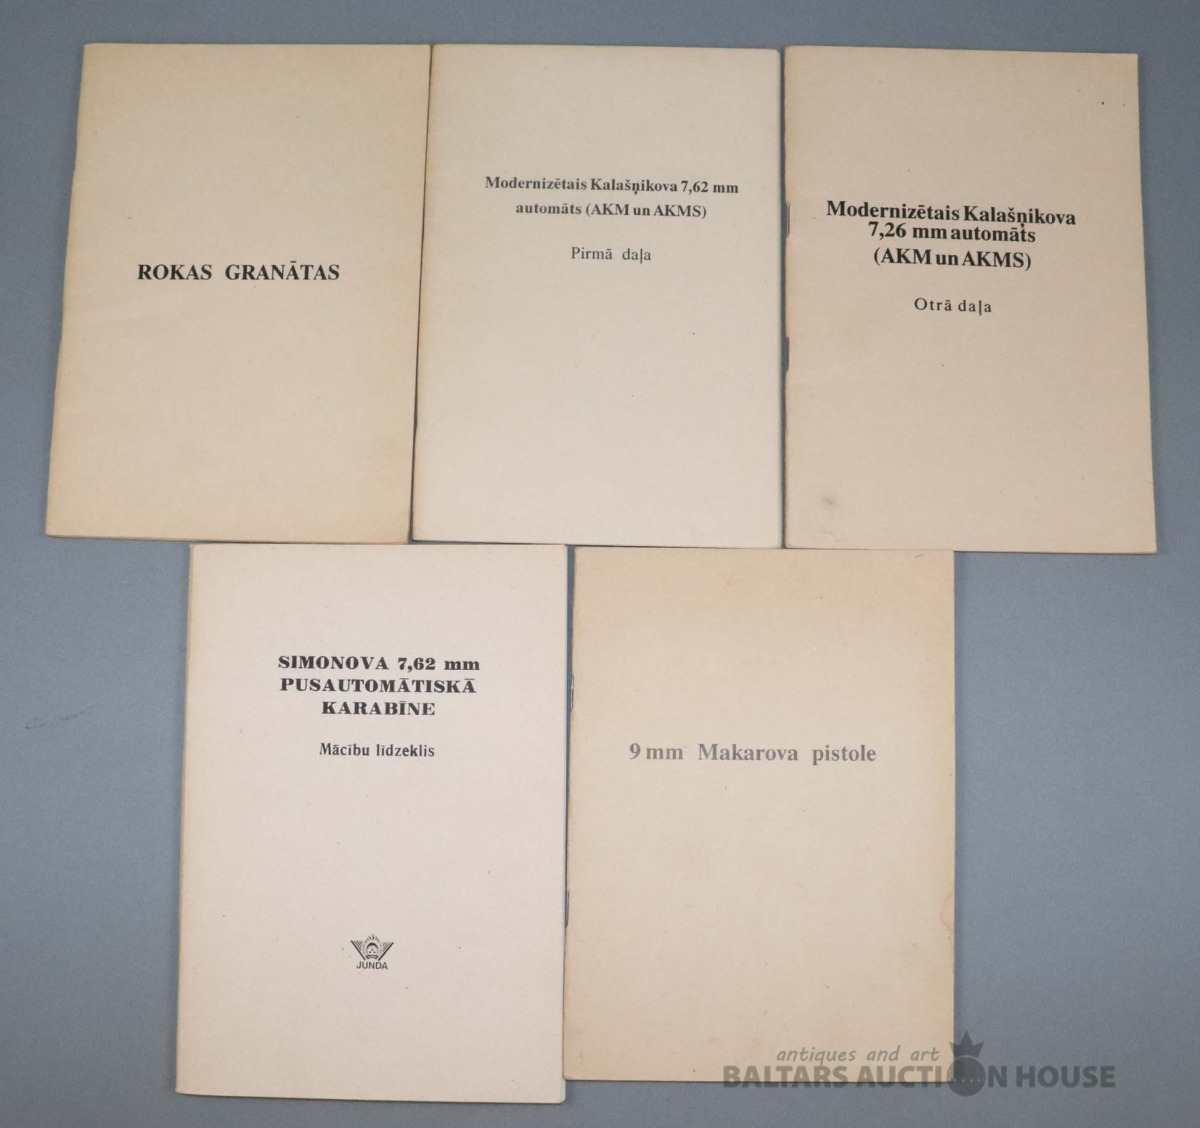 ROKAS GRANĀTAS
Modernizētais Kalašņikova 7,62 mm
automāts (AKM un AKMS)
Pirmā daļa
Modernizētais Kalašņikova
7,26 mm automāts
(AKM un AKMS)
Otrā daļa
SIMONOVA 7,62 mm
PUSAUTOMĀTISKĀ
KARABĪNE
Mācību līdzeklis
JUNDA
9 mm Makarova pistole
antiques and art
BALTARS AUCTION HOUSE